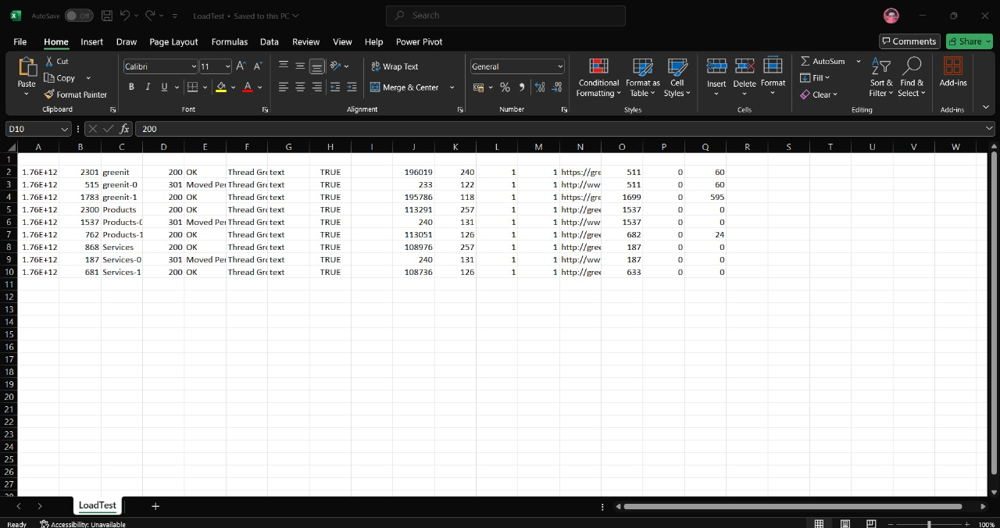 AutoSave Off LoadTest • Saved to this PC Search
File Home Insert Draw Page Layout Formulas Data Review View Help Power Pivot Comments Share
Paste Cut Copy Format Painter Clipboard
Calibri 11 B I U A Font
Wrap Text Merge & Center Alignment
General % Number
Conditional Formatting Format as Table Cell Styles Styles
Insert Delete Format Cells
AutoSum Fill Clear Sort & Filter Find & Select Editing
Add-ins Add-ins
D10 fx 200
A B C D E F G H I J K L M N O P Q R S T U V W
1
2 1.76E+12 2301 greenit 200 OK Thread Gro text TRUE 196019 240 1 1 https://gre 511 0 60
3 1.76E+12 515 greenit-0 301 Moved Per Thread Gro text TRUE 233 122 1 1 http://ww 511 0 60
4 1.76E+12 1783 greenit-1 200 OK Thread Gro text TRUE 195786 118 1 1 https://gre 1699 0 595
5 1.76E+12 2300 Products 200 OK Thread Gro text TRUE 113291 257 1 1 http://gree 1537 0 0
6 1.76E+12 1537 Products-0 301 Moved Per Thread Gro text TRUE 240 131 1 1 http://ww 1537 0 0
7 1.76E+12 762 Products-1 200 OK Thread Gro text TRUE 113051 126 1 1 http://gree 682 0 24
8 1.76E+12 868 Services 200 OK Thread Gro text TRUE 108976 257 1 1 http://gree 187 0 0
9 1.76E+12 187 Services-0 301 Moved Per Thread Gro text TRUE 240 131 1 1 http://ww 187 0 0
10 1.76E+12 681 Services-1 200 OK Thread Gro text TRUE 108736 126 1 1 http://gree 633 0 0
11
12
13
14
15
16
17
18
19
20
21
22
23
24
25
26
27
28
LoadTest
Ready Accessibility: Unavailable 100%